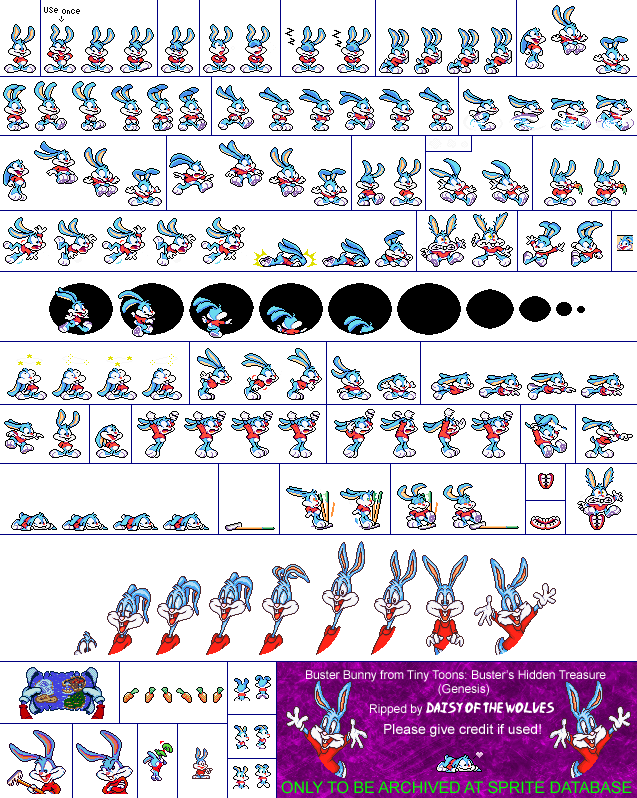 Use once
Buster Bunny from Tiny Toons: Buster's Hidden Treasure
(Genesis)
Ripped by DAISY OF THE WOLVES
Please give credit if used!
ONLY TO BE ARCHIVED AT SPRITE DATABASE